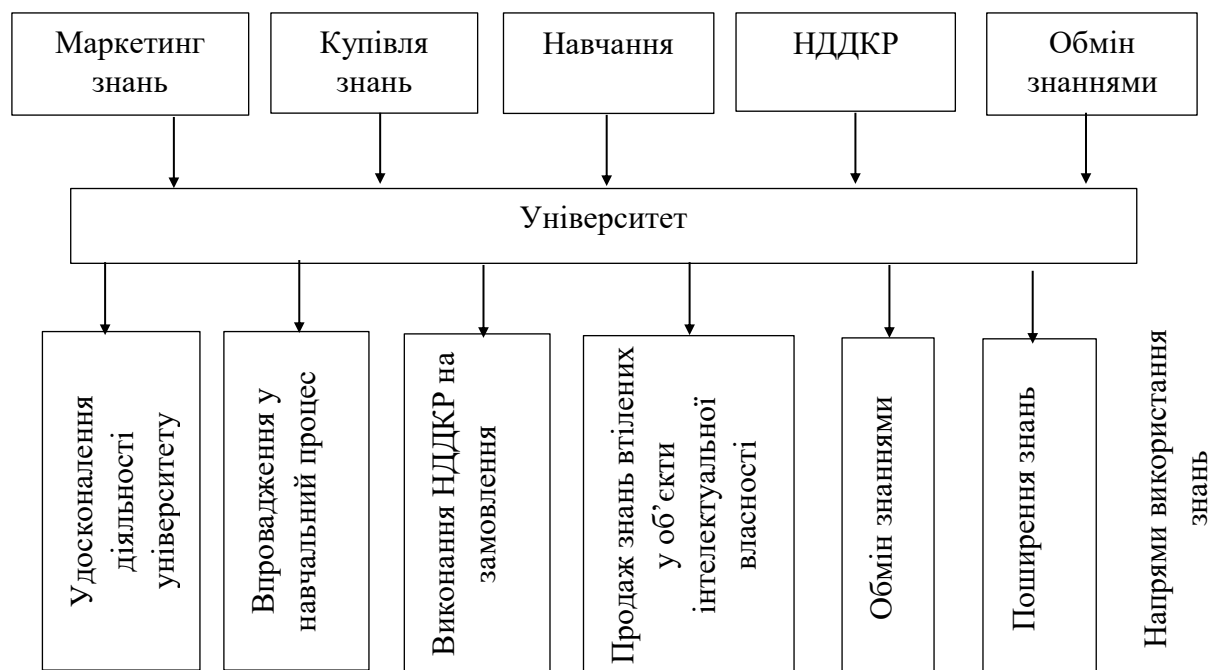 Маркетинг
знань
Купівля
знань
Навчання
НДДКР
Обмін
знаннями
Університет
Удосконалення
діяльності
університету
Впровадження у
навчальний процес
Виконання НДДКР на
замовлення
Продаж знань втілених
у об’єкти
інтелектуальної
власності
Обмін знаннями
Поширення знань
Напрями використання
знань